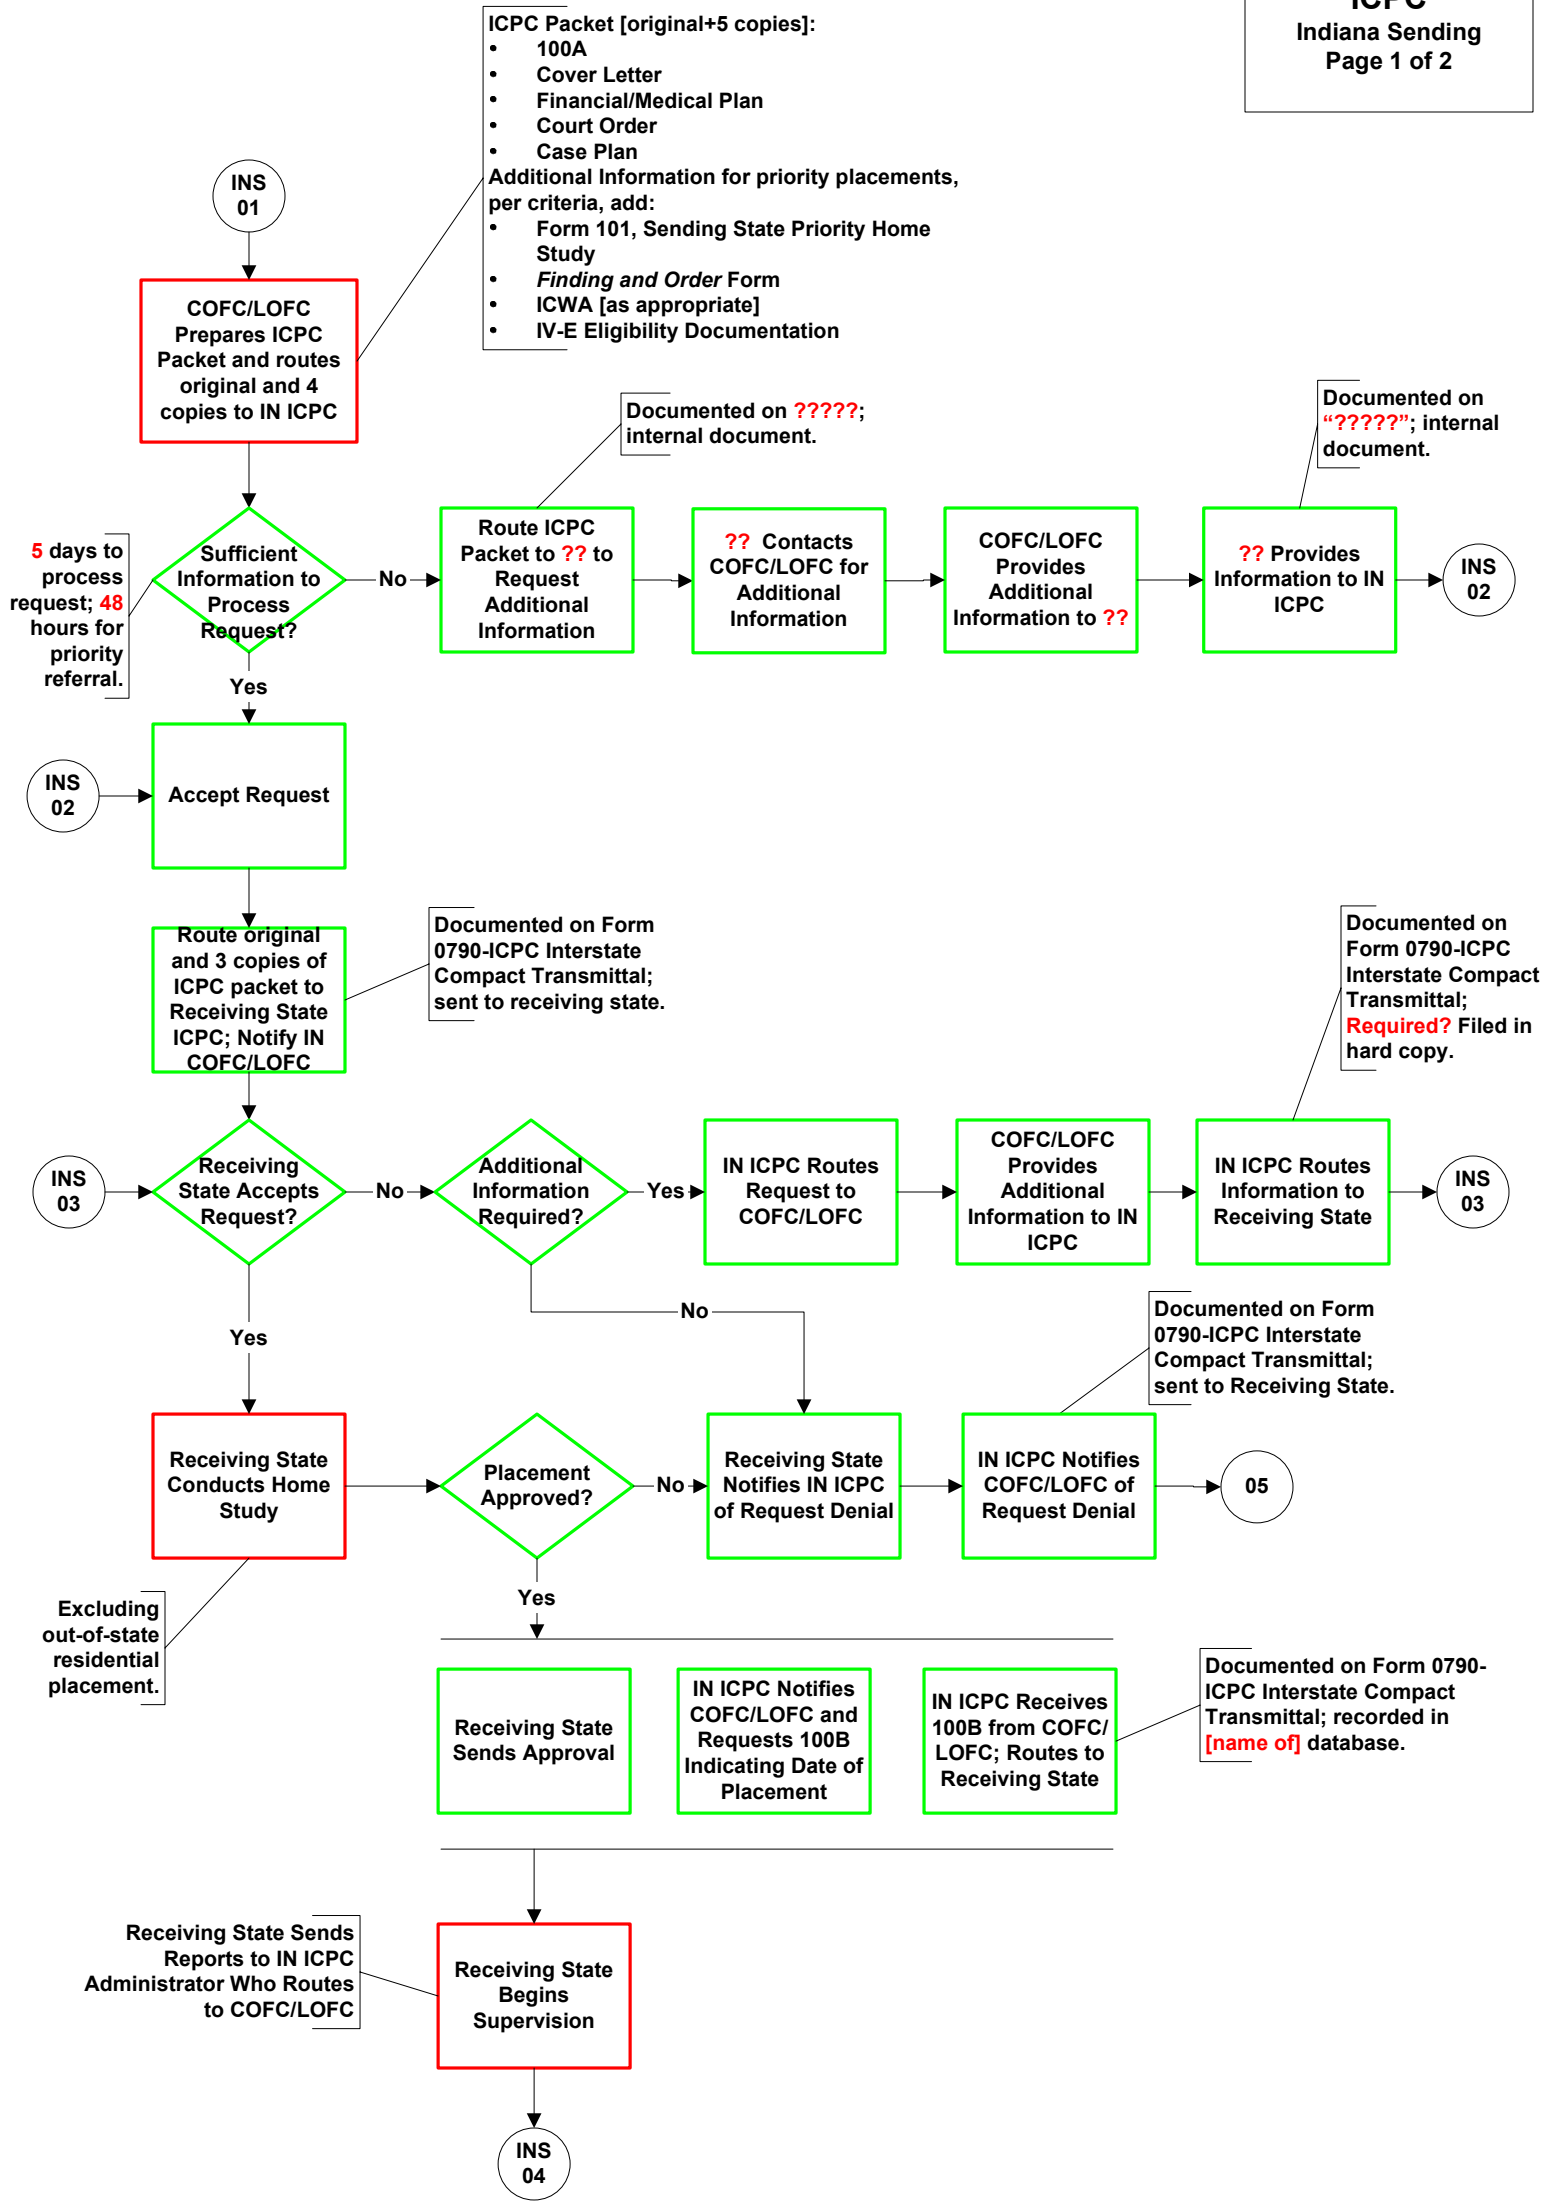 ICPC
Indiana Sending
Page 1 of 2
ICPC Packet [original+5 copies]:
• 100A
• Cover Letter
• Financial/Medical Plan
• Court Order
• Case Plan
Additional Information for priority placements,
per criteria, add:
• Form 101, Sending State Priority Home
Study
• Finding and Order Form
• ICWA [as appropriate]
• IV-E Eligibility Documentation
INS
01
COFC/LOFC
Prepares ICPC
Packet and routes
original and 4
copies to IN ICPC
Documented on ?????;
internal document.
Documented on
“?????”; internal
document.
5 days to
process
request; 48
hours for
priority
referral.
Sufficient
Information to
Process
Request?
No
Route ICPC
Packet to ?? to
Request
Additional
Information
?? Contacts
COFC/LOFC for
Additional
Information
COFC/LOFC
Provides
Additional
Information to ??
?? Provides
Information to IN
ICPC
INS
02
Yes
INS
02
Accept Request
Route original
and 3 copies of
ICPC packet to
Receiving State
ICPC; Notify IN
COFC/LOFC
Documented on Form
0790-ICPC Interstate
Compact Transmittal;
sent to receiving state.
Documented on
Form 0790-ICPC
Interstate Compact
Transmittal;
Required? Filed in
hard copy.
INS
03
Receiving
State Accepts
Request?
No
Additional
Information
Required?
Yes
IN ICPC Routes
Request to
COFC/LOFC
COFC/LOFC
Provides
Additional
Information to IN
ICPC
IN ICPC Routes
Information to
Receiving State
INS
03
Yes
No
Documented on Form
0790-ICPC Interstate
Compact Transmittal;
sent to Receiving State.
Receiving State
Conducts Home
Study
Placement
Approved?
No
Receiving State
Notifies IN ICPC
of Request Denial
IN ICPC Notifies
COFC/LOFC of
Request Denial
05
Excluding
out-of-state
residential
placement.
Yes
Receiving State
Sends Approval
IN ICPC Notifies
COFC/LOFC and
Requests 100B
Indicating Date of
Placement
IN ICPC Receives
100B from COFC/
LOFC; Routes to
Receiving State
Documented on Form 0790-
ICPC Interstate Compact
Transmittal; recorded in
[name of] database.
Receiving State Sends
Reports to IN ICPC
Administrator Who Routes
to COFC/LOFC
Receiving State
Begins
Supervision
INS
04